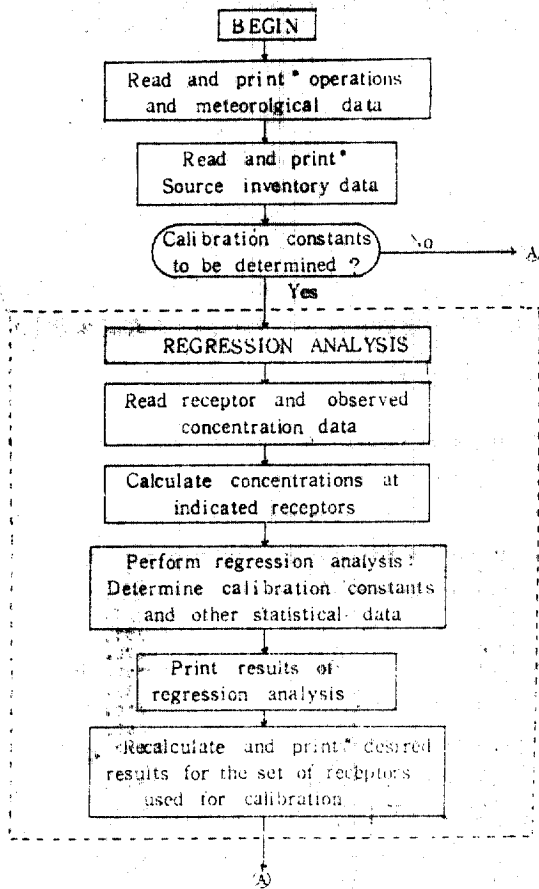 BEGIN
Read and print* operations
and meteorolgical data
Read and print*
Source inventory data
Calibration constants
to be determined ?
No
A
Yes
REGRESSION ANALYSIS
Read receptor and observed
concentration data
Calculate concentrations at
indicated receptors
Perform regression analysis:
Determine calibration constants
and other statistical data
Print results of
regression analysis
Recalculate and print* desired
results for the set of receptors
used for calibration
A